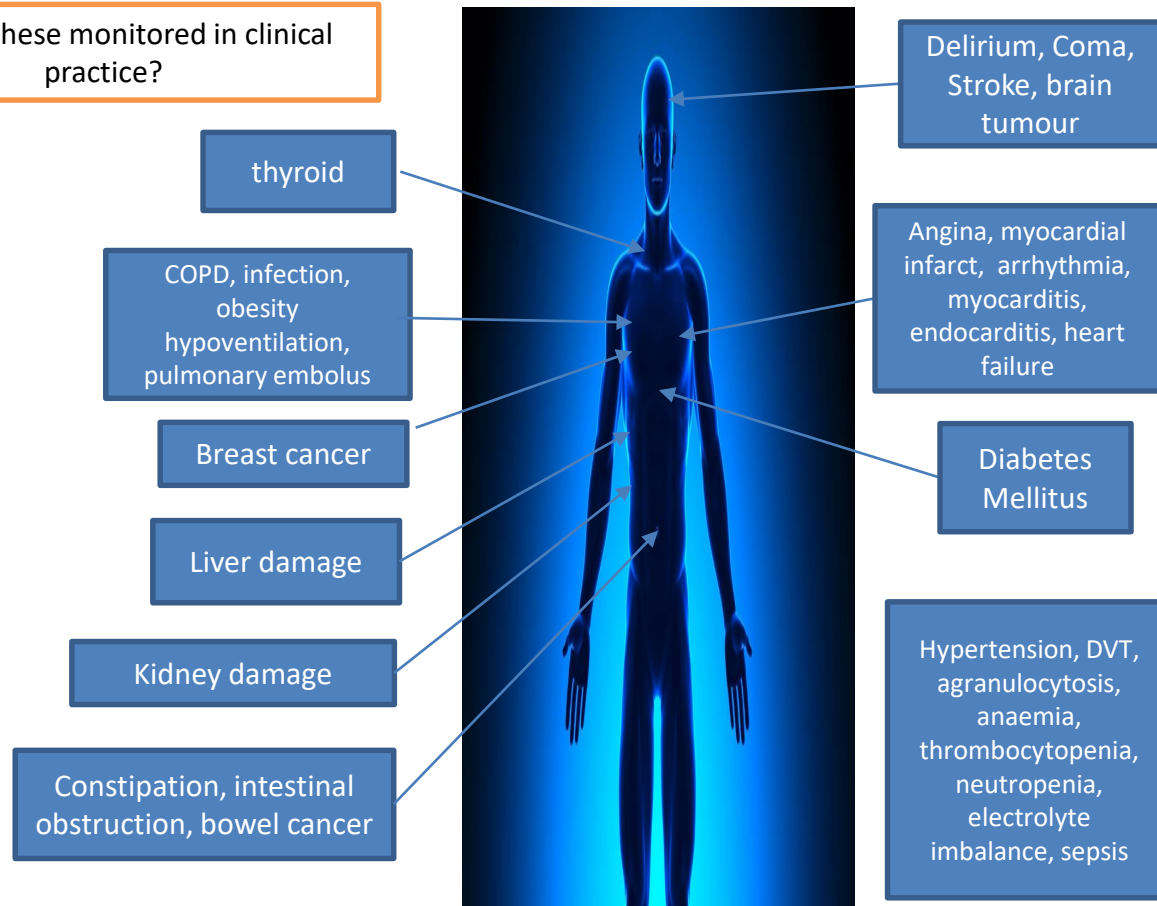 hese monitored in clinical
practice?
thyroid
COPD, infection,
obesity
hypoventilation,
pulmonary embolus
Breast cancer
Liver damage
Kidney damage
Constipation, intestinal
obstruction, bowel cancer
Delirium, Coma,
Stroke, brain
tumour
Angina, myocardial
infarct, arrhythmia,
myocarditis,
endocarditis, heart
failure
Diabetes
Mellitus
Hypertension, DVT,
agranulocytosis,
anaemia,
thrombocytopenia,
neutropenia,
electrolyte
imbalance, sepsis